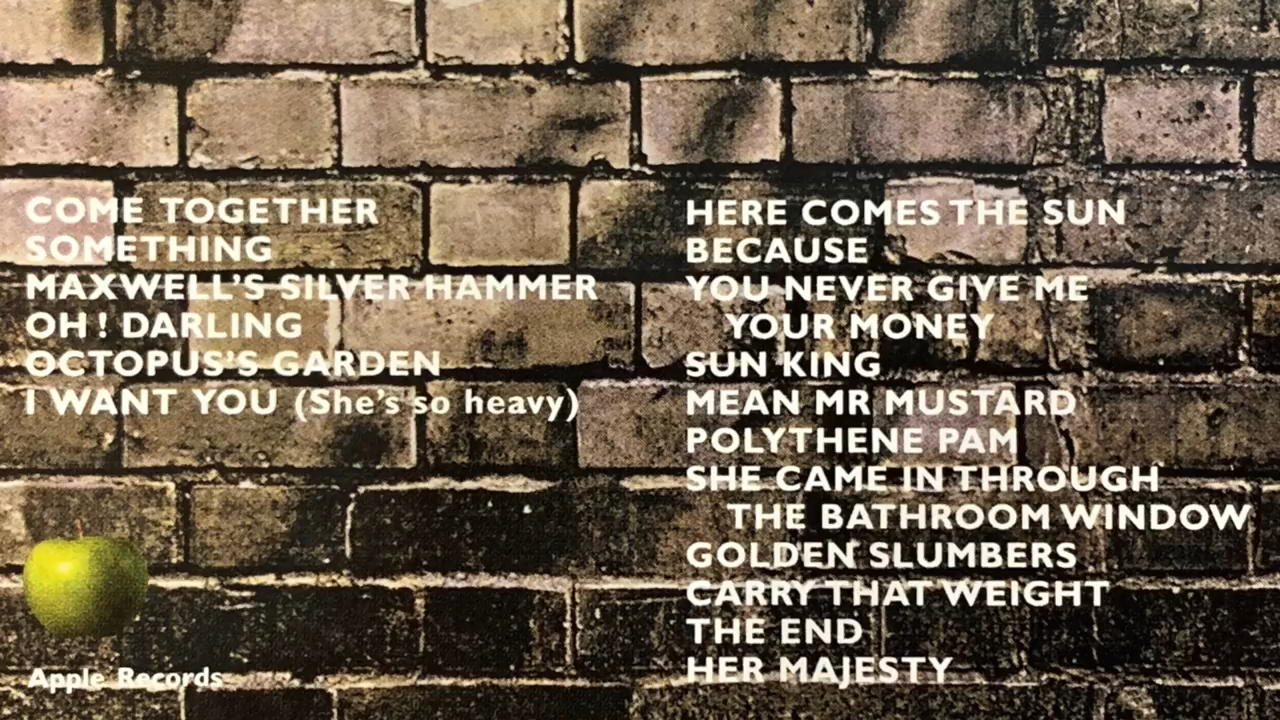 COME TOGETHER
SOMETHING
MAXWELL'S SILVER HAMMER
OH! DARLING
OCTOPUS'S GARDEN
I WANT YOU (She's so heavy)
Apple Records
HERE COMES THE SUN
BECAUSE
YOU NEVER GIVE ME
YOUR MONEY
SUN KING
MEAN MR MUSTARD
POLYTHENE PAM
SHE CAME IN THROUGH
THE BATHROOM WINDOW
GOLDEN SLUMBERS
CARRY THAT WEIGHT
THE END
HER MAJESTY